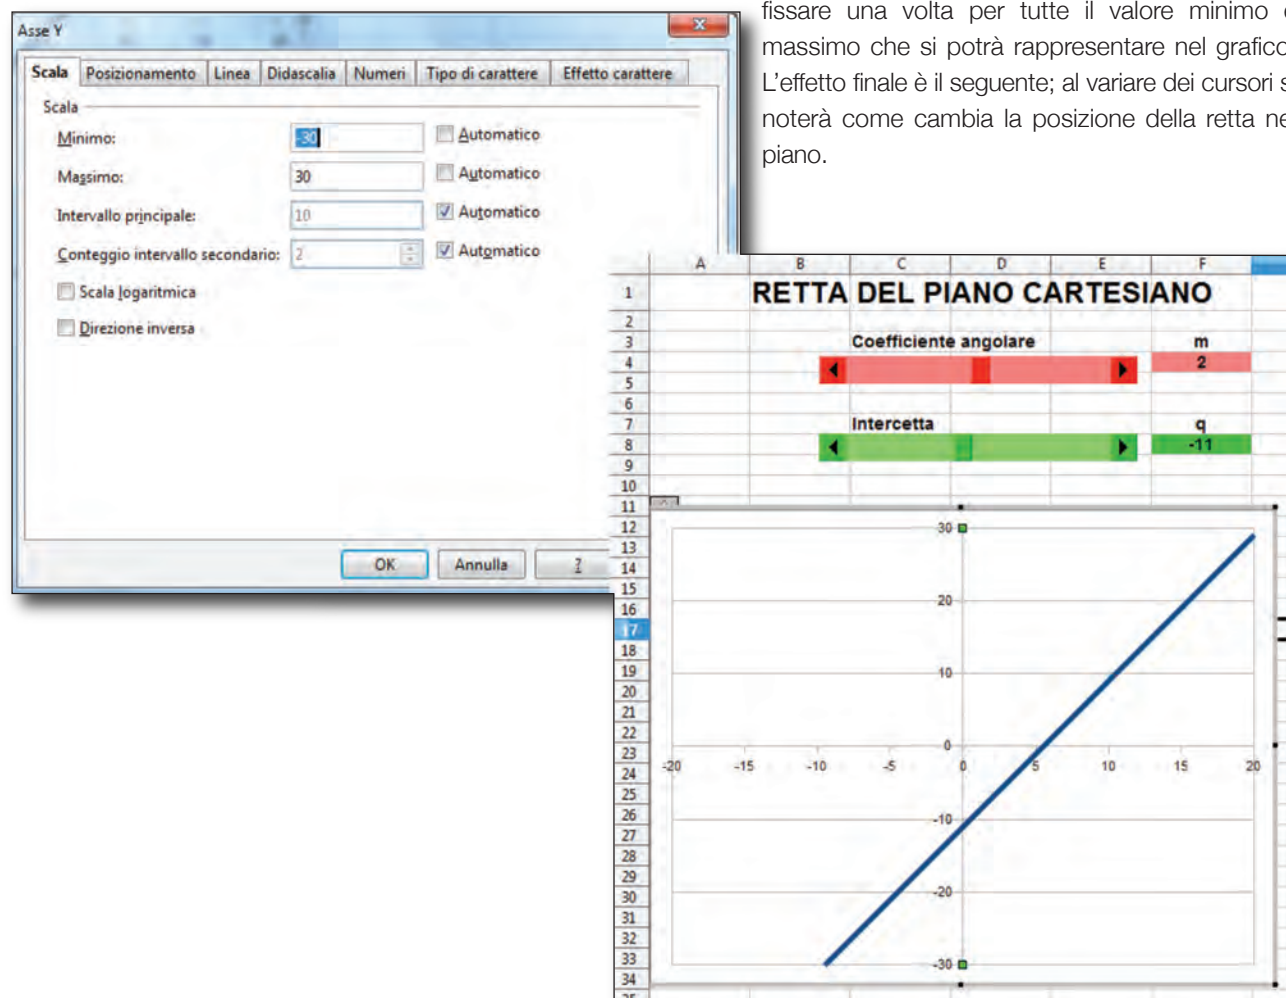 fissare una volta per tutte il valore minimo
massimo che si potrà rappresentare nel grafico
L'effetto finale è il seguente; al variare dei cursori
noterà come cambia la posizione della retta
piano.
Asse Y
Scala Posizionamento Linea Didascalia Numeri Tipo di carattere Effetto carattere
Scala
Minimo: -30 Automatico
Massimo: 30 Automatico
Intervallo principale: 10 Automatico
Conteggio intervallo secondario: 2 Automatico
Scala logaritmica
Direzione inversa
OK Annulla ?
A B C D E F
1 RETTA DEL PIANO CARTESIANO
2
3 Coefficiente angolare m
4 2
5
6
7 Intercetta q
8 -11
9
10
11
12
13
14
15
16
17
18
19
20
21
22
23
24
25
26
27
28
29
30
31
32
33
34
30
20
10
0
-20 -15 -10 -5 0 5 10 15 20
-10
-20
-30